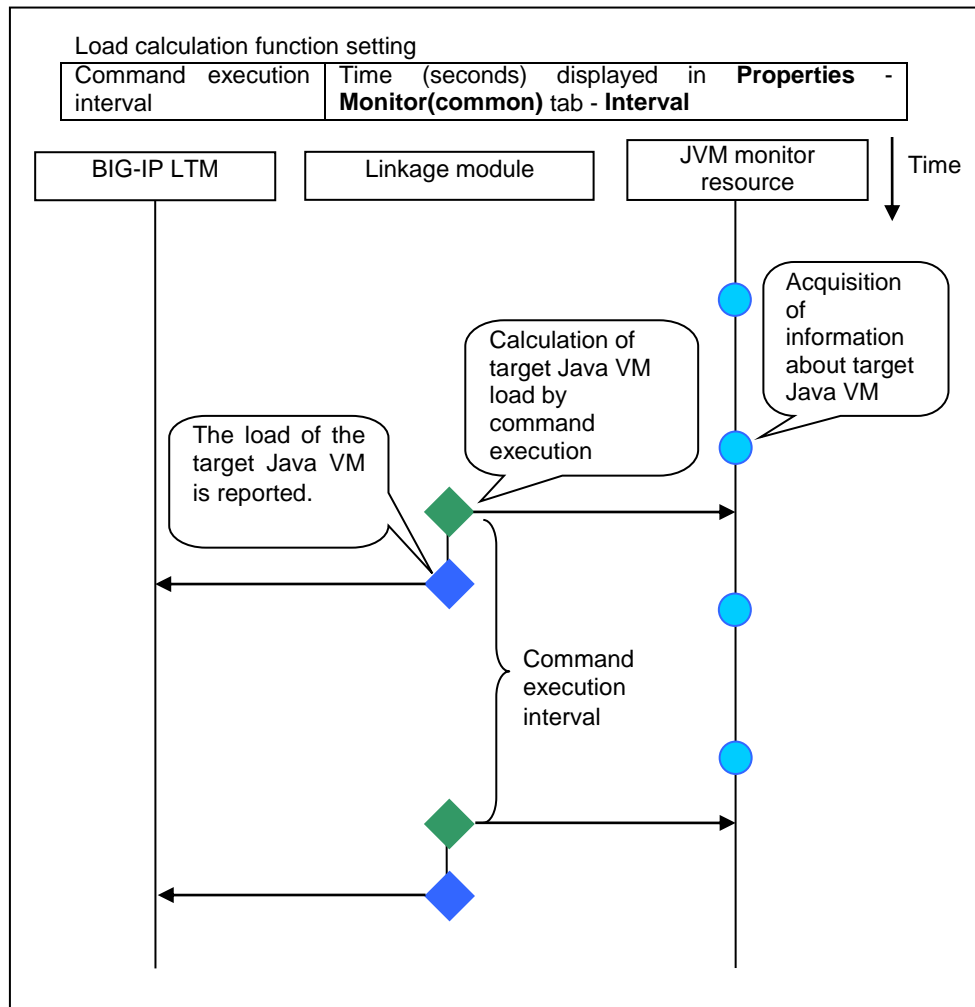 Load calculation function setting
Command execution interval
Time (seconds) displayed in Properties - Monitor(common) tab - Interval
BIG-IP LTM
Linkage module
JVM monitor
resource
Time
Acquisition
of
information
about target
Java VM
Calculation of
target Java VM
load by
command
execution
The load of the
target Java VM
is reported.
Command
execution
interval